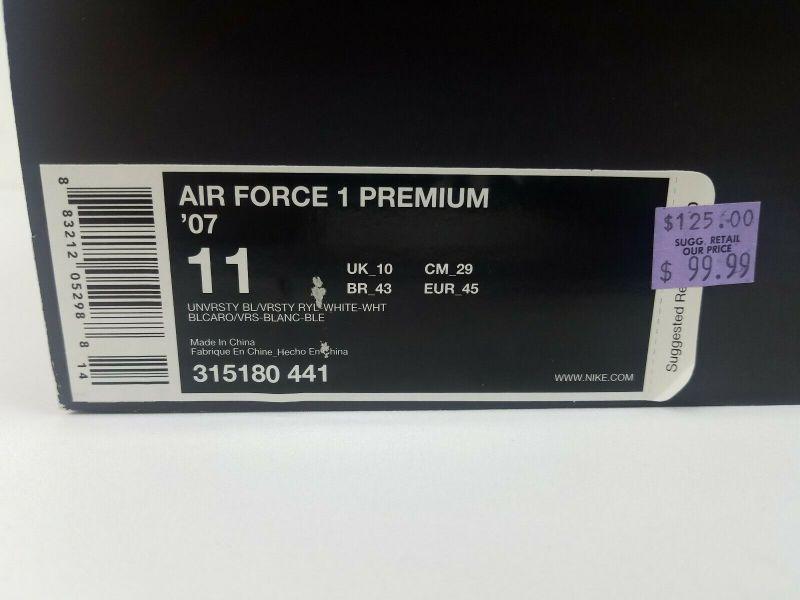 AIR FORCE 1 PREMIUM
'07
11
UK_10 CM_29
BR_43 EUR_45
UNVRSTY BL/VRSTY RYL-WHITE-WHT
BLCARO/VRS-BLANC-BLE
Made In China
Fabrique En Chine_Hecho En China
315180 441
WWW.NIKE.COM
8 83212 05298 8 14
$125.00
SUGG. RETAIL
OUR PRICE
$ 99.99
Suggested